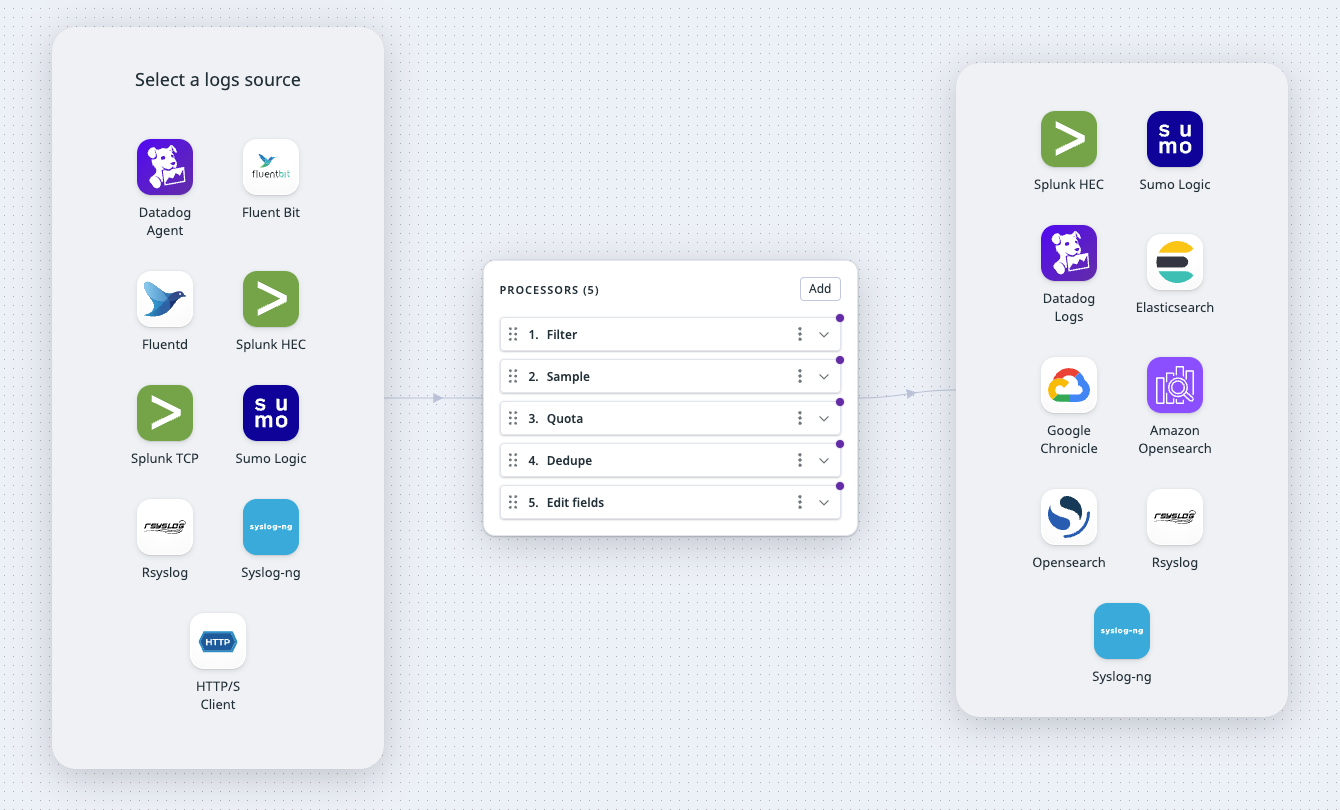 Select a logs source
fluentbit
Datadog
Agent
Fluent Bit
Fluentd
Splunk HEC
su
mo
Splunk TCP
Sumo Logic
RSYSLOG
syslog-ng
Rsyslog
Syslog-ng
HTTP
HTTP/S
Client
PROCESSORS (5)
Add
1. Filter
2. Sample
3. Quota
4. Dedupe
5. Edit fields
su
mo
Splunk HEC
Sumo Logic
Datadog
Logs
Elasticsearch
Google
Chronicle
Amazon
Opensearch
RSYSLOG
Opensearch
Rsyslog
syslog-ng
Syslog-ng